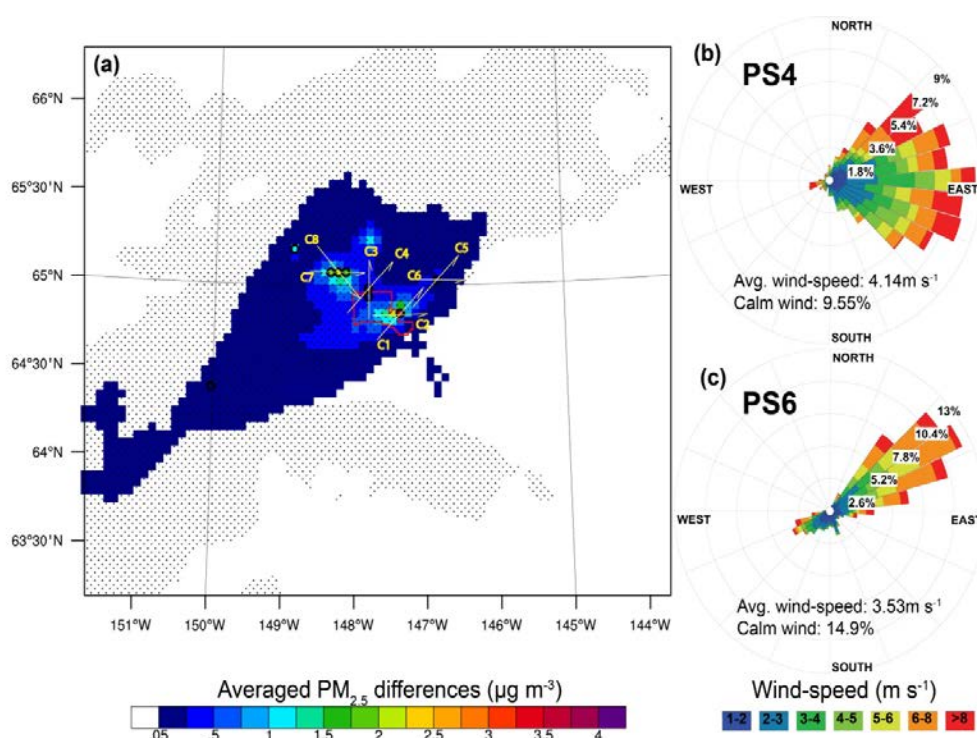 (a)
66°N
65°30'N
65°N
64°30'N
64°N
63°30'N
C8
C3
C4
C5
C7
C6
C2
C1
151°W 150°W 149°W 148°W 147°W 146°W 145°W 144°W
Averaged PM2.5 differences (µg m-3)
05 .5 1 1.5 2 2.5 3 3.5 4
(b)
PS4
NORTH
9%
7.2%
5.4%
3.6%
1.8%
WEST
EAST
Avg. wind-speed: 4.14m s-1
Calm wind: 9.55%
SOUTH
(c)
PS6
NORTH
13%
10.4%
7.8%
5.2%
2.6%
WEST
EAST
Avg. wind-speed: 3.53m s-1
Calm wind: 14.9%
SOUTH
Wind-speed (m s-1)
1-2 2-3 3-4 4-5 5-6 6-8 >8